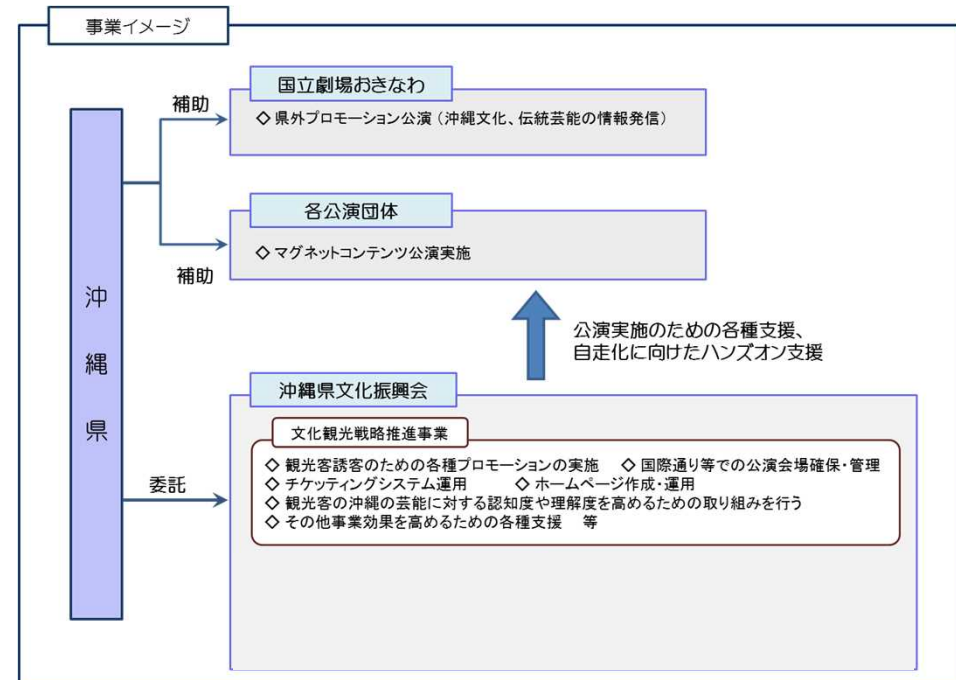 事業イメージ
国立劇場おきなわ
補助
◇ 県外プロモーション公演 (沖縄文化、伝統芸能の情報発信)
各公演団体
◇ マグネットコンテンツ公演実施
補助
沖縄県
公演実施のための各種支援、
自走化に向けたハンズオン支援
沖縄県文化振興会
文化観光戦略推進事業
◇ 観光客誘客のための各種プロモーションの実施 ◇ 国際通り等での公演会場確保・管理
◇ チケッティングシステム運用 ◇ ホームページ作成・運用
◇ 観光客の沖縄の芸能に対する認知度や理解度を高めるための取り組みを行う
◇ その他事業効果を高めるための各種支援 等
委託